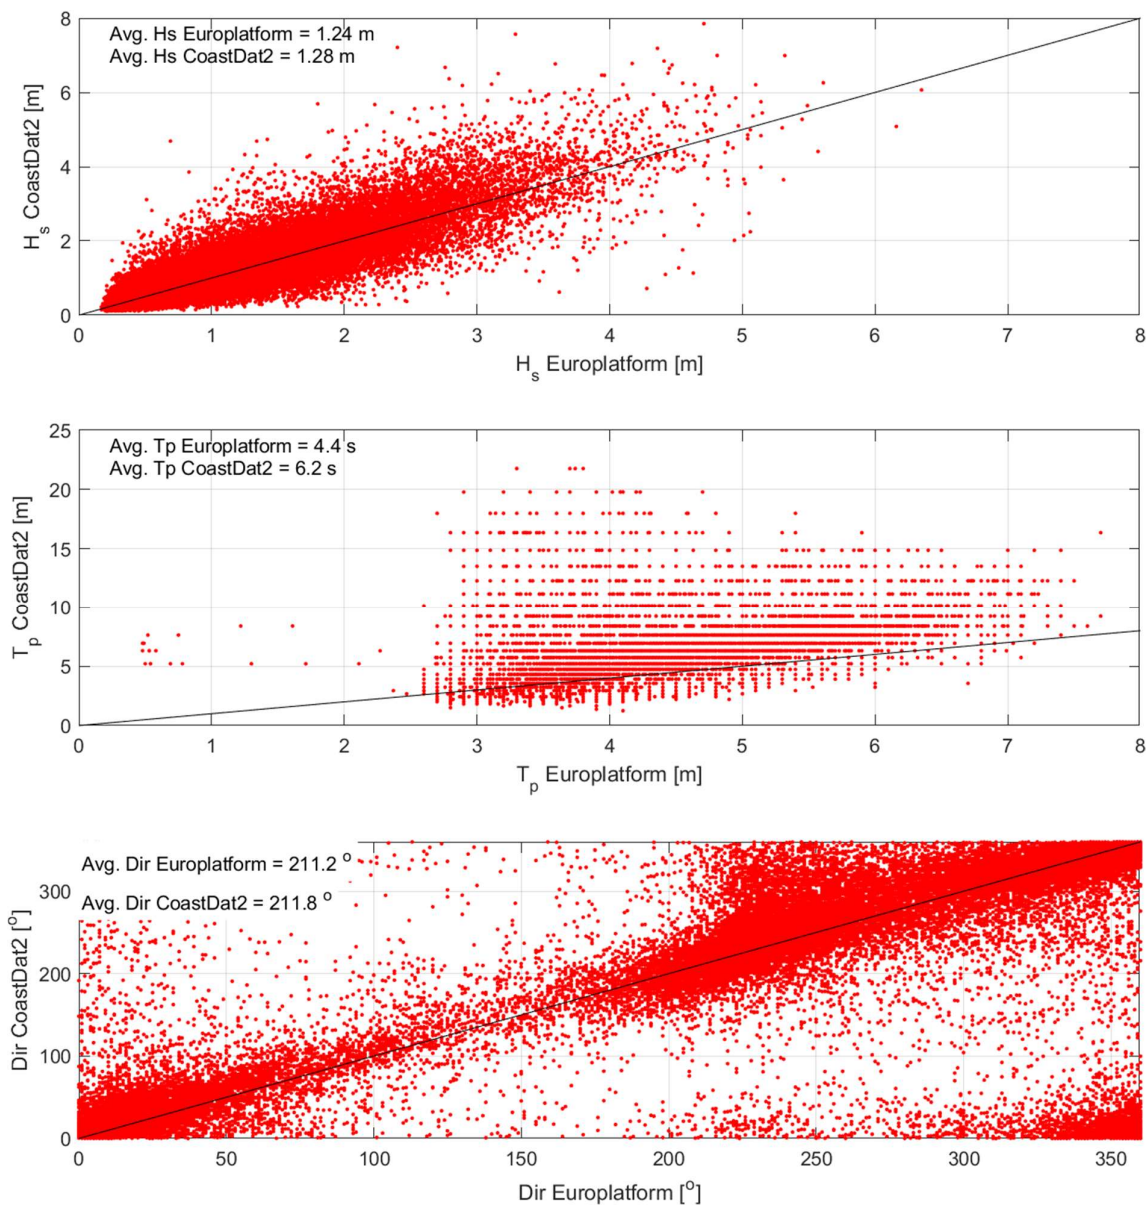 Avg. Hs Europlatform = 1.24 m
Avg. Hs CoastDat2 = 1.28 m
8
6
4
2
0
H_s CoastDat2 [m]
0 1 2 3 4 5 6 7 8
H_s Europlatform [m]
Avg. Tp Europlatform = 4.4 s
Avg. Tp CoastDat2 = 6.2 s
25
20
15
10
5
0
T_p CoastDat2 [m]
0 1 2 3 4 5 6 7 8
T_p Europlatform [m]
Avg. Dir Europlatform = 211.2 °
Avg. Dir CoastDat2 = 211.8 °
300
200
100
0
Dir CoastDat2 [°]
0 50 100 150 200 250 300 350
Dir Europlatform [°]